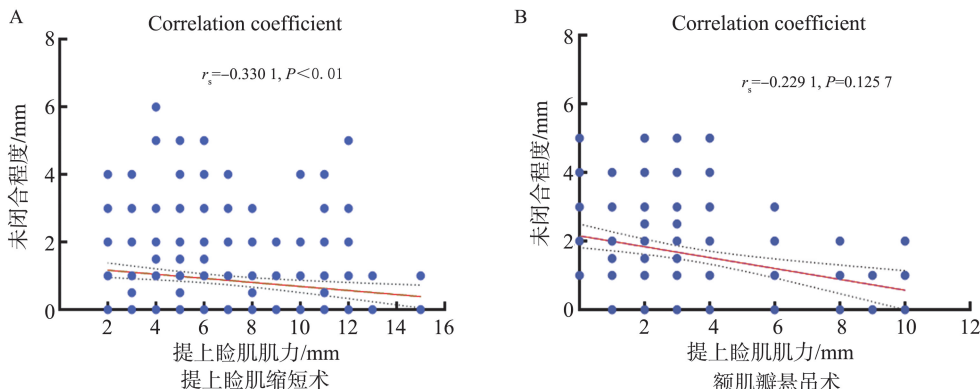 A
Correlation coefficient
rs=−0.330 1, P＜0.01
未闭合程度/mm
8
6
4
2
0
2 4 6 8 10 12 14 16
提上睑肌肌力/mm
提上睑肌缩短术
B
Correlation coefficient
rs=−0.229 1, P=0.125 7
未闭合程度/mm
8
6
4
2
0
2 4 6 8 10 12
提上睑肌肌力/mm
额肌瓣悬吊术